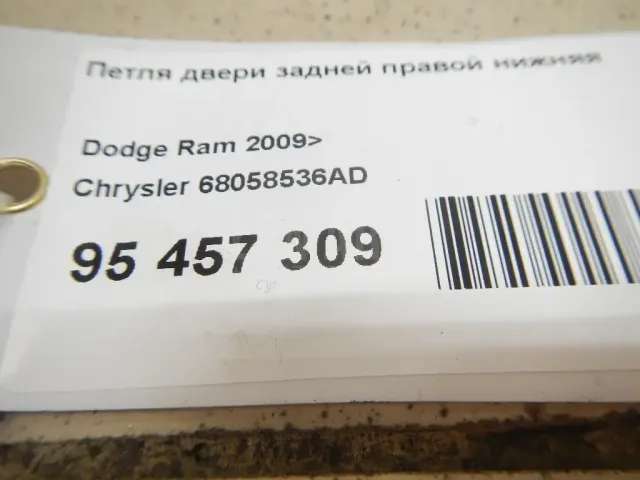 Петля двери задней правой нижняя
Dodge Ram 2009>
Chrysler 68058536AD
95 457 309